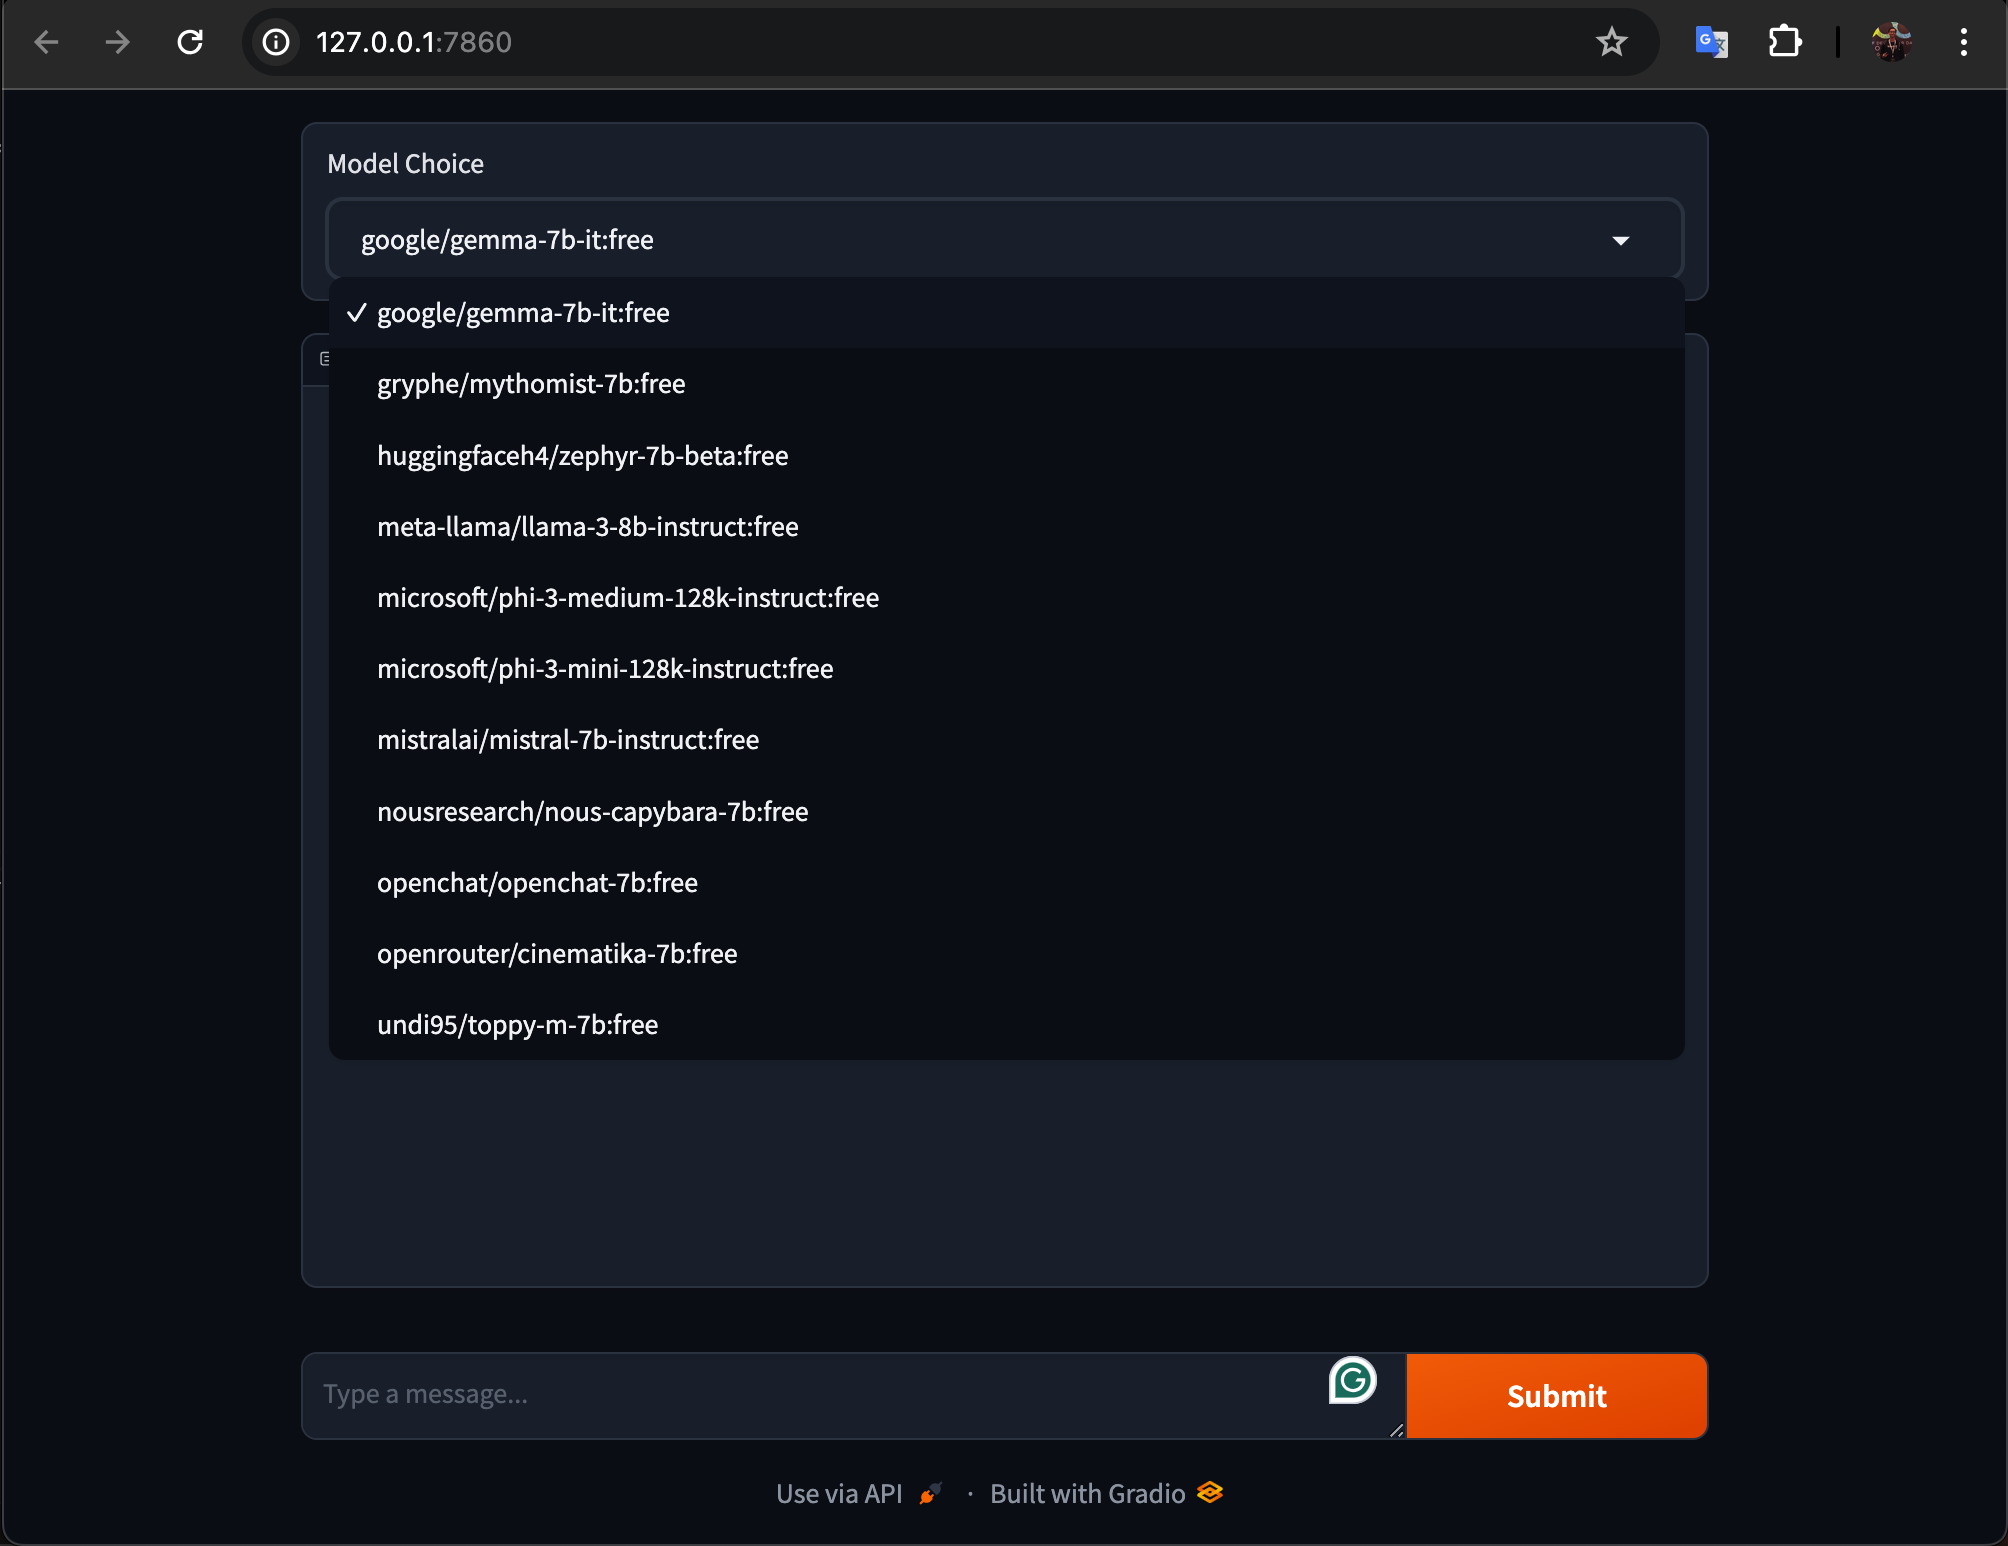 127.0.0.1:7860
Model Choice
google/gemma-7b-it:free
✓ google/gemma-7b-it:free
gryphe/mythomist-7b:free
huggingfaceh4/zephyr-7b-beta:free
meta-llama/llama-3-8b-instruct:free
microsoft/phi-3-medium-128k-instruct:free
microsoft/phi-3-mini-128k-instruct:free
mistralai/mistral-7b-instruct:free
nousresearch/nous-capybara-7b:free
openchat/openchat-7b:free
openrouter/cinematika-7b:free
undi95/toppy-m-7b:free
Type a message...
Submit
Use via API · Built with Gradio